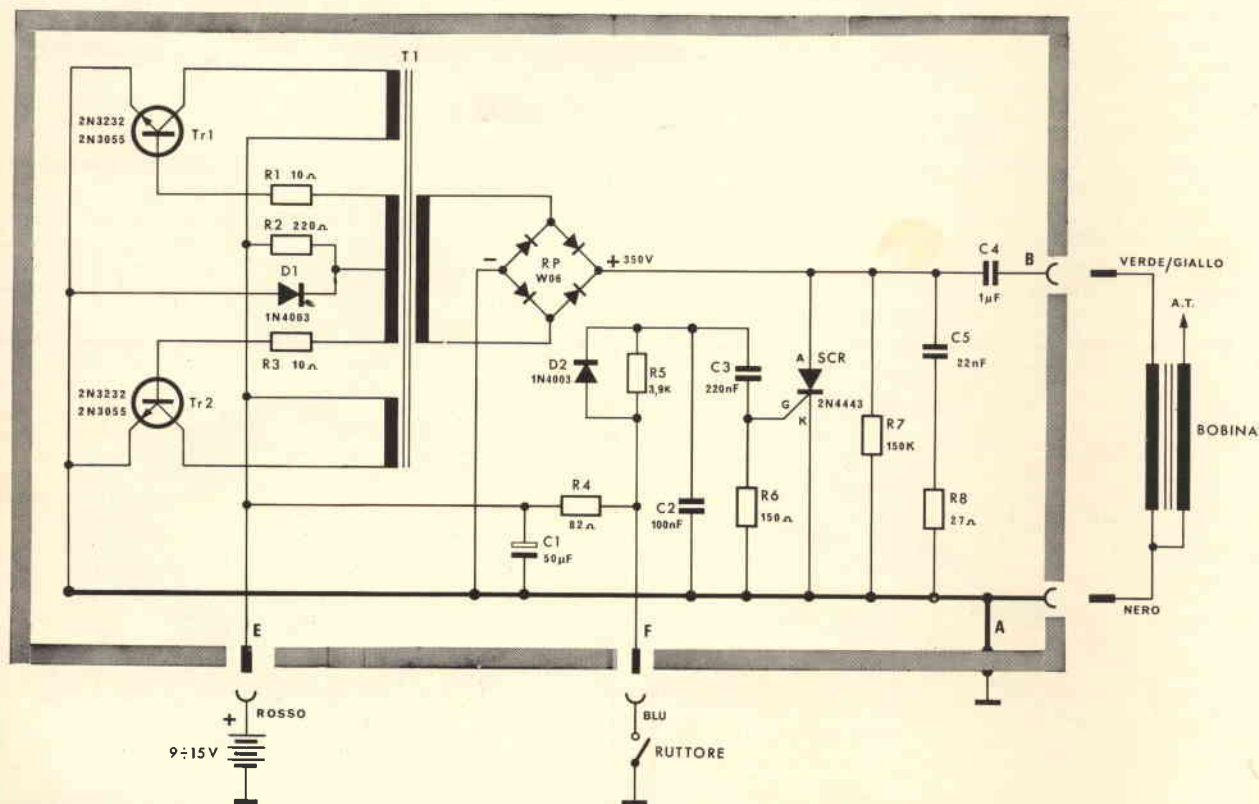 T1
2N3232
2N3055
Tr1
R1 10Ω
R2 220Ω
D1
1N4003
R3 10Ω
2N3232
2N3055
Tr2
-
RP
W06
+ 350V
D2
1N4003
R5
3,9K
C3
220nF
A
SCR
G
K
2N4443
R7
150K
C4
1µF
B
C5
22nF
R4
82Ω
C1
50µF
C2
100nF
R6
150Ω
R8
27Ω
VERDE/GIALLO
A.T.
BOBINA
NERO
A
E
F
ROSSO
+
9÷15V
BLU
RUTTORE